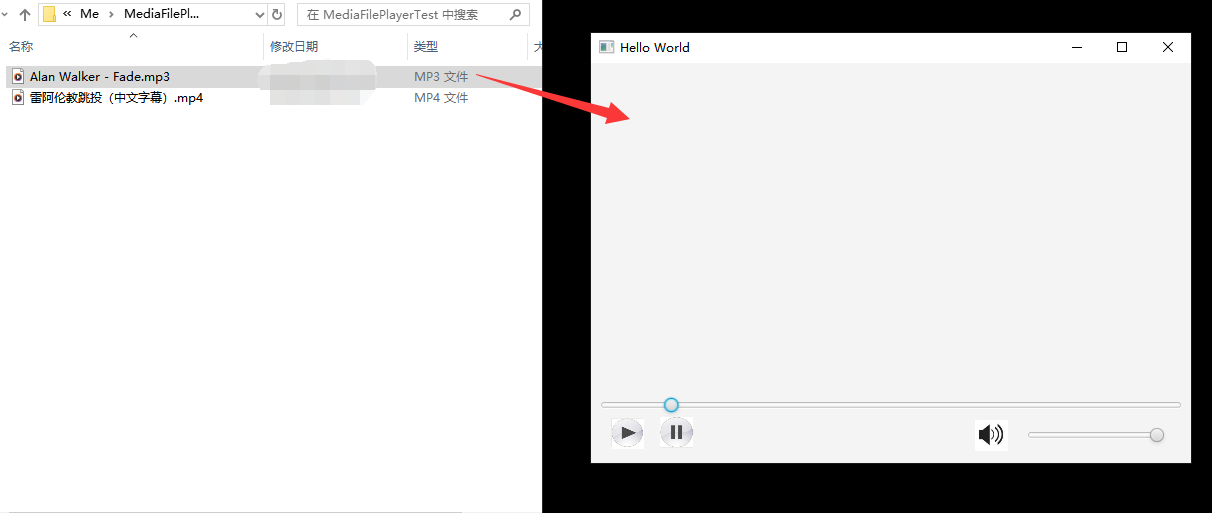 « Me › MediaFilePl...
在 MediaFilePlayerTest 中搜索
名称 修改日期 类型
Alan Walker - Fade.mp3 MP3 文件
雷阿伦教跳投（中文字幕）.mp4 MP4 文件
Hello World